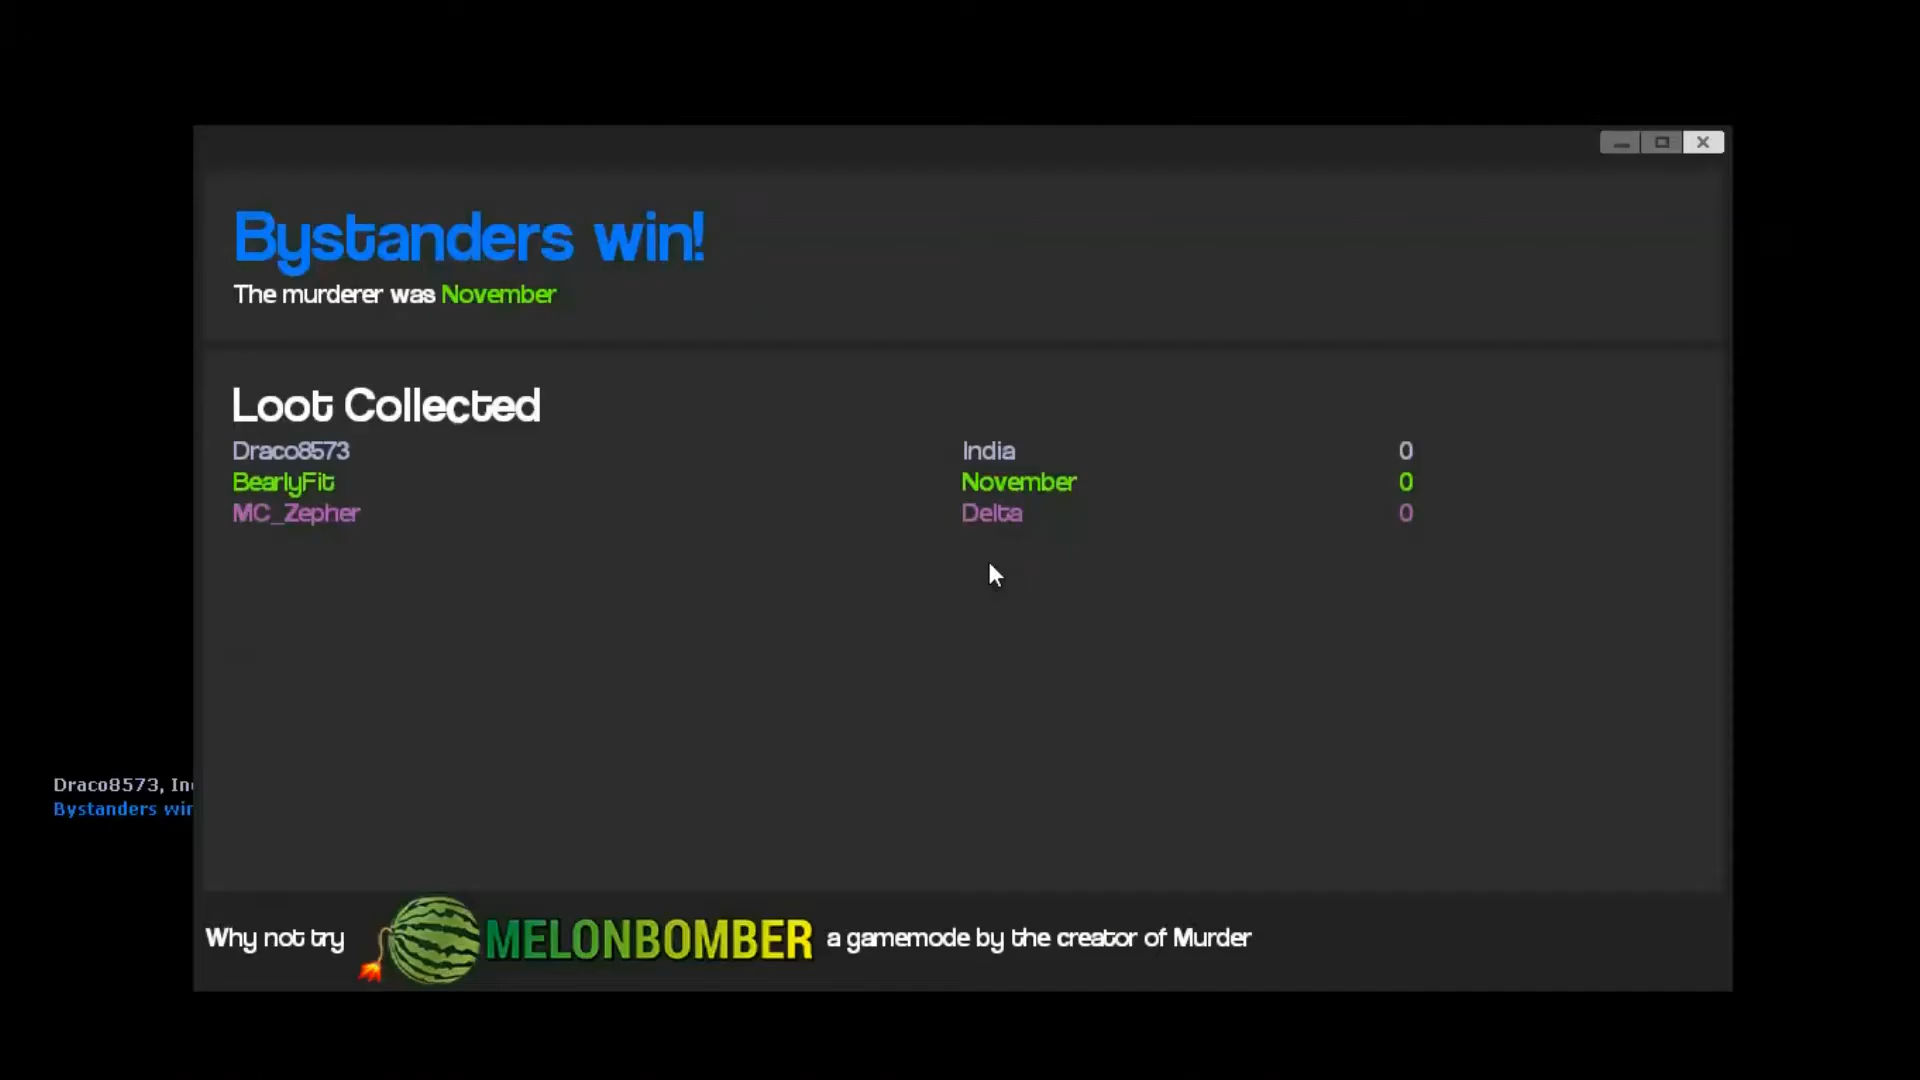 Bystanders win!
The murderer was November
Loot Collected
Draco8573 India 0
BearlyFit November 0
MC_Zepher Delta 0
Draco8573,
Bystanders
Why not try MELONBOMBER a gamemode by the creator of Murder